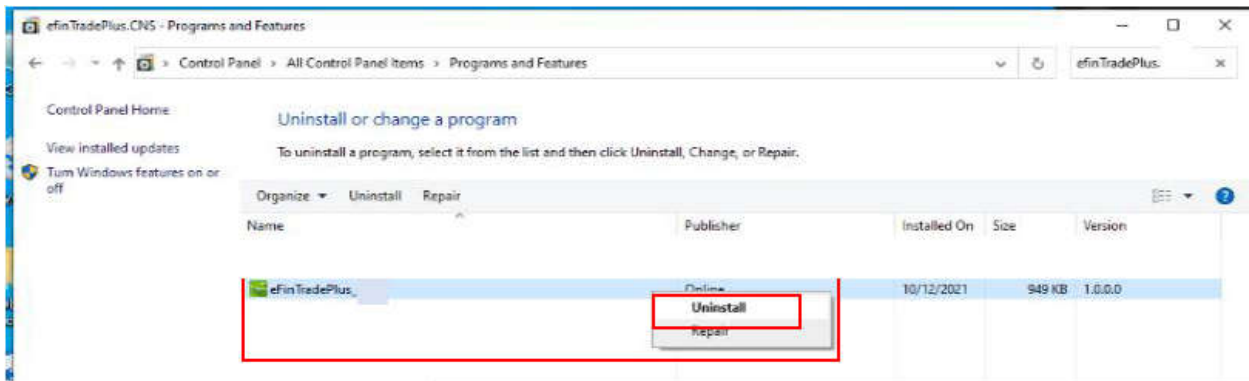 efinTradePlus.CNS - Programs and Features
Control Panel > All Control Panel Items > Programs and Features
efinTradePlus.
Control Panel Home
View installed updates
Turn Windows features on or
off
Uninstall or change a program
To uninstall a program, select it from the list and then click Uninstall, Change, or Repair.
Organize Uninstall Repair
Name Publisher Installed On Size Version
eFinTradePlus_ Online 10/12/2021 949 KB 1.0.0.0
Uninstall
Repair